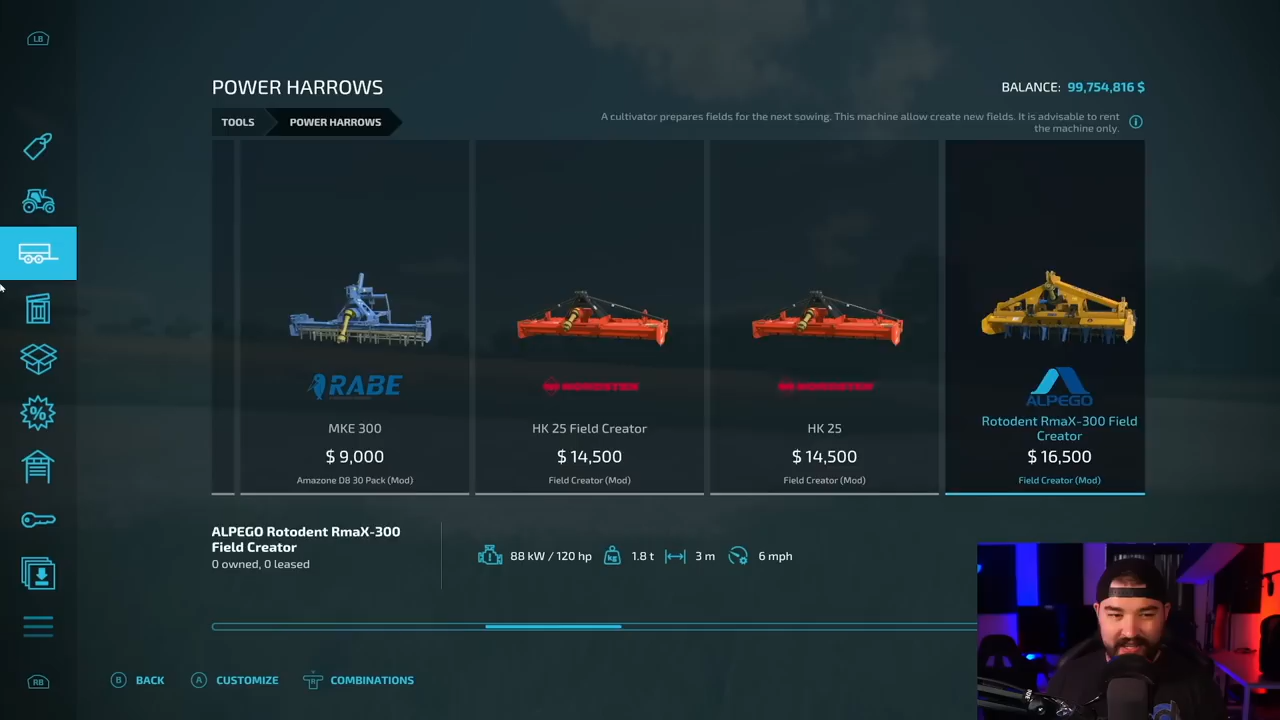 LB
POWER HARROWS
BALANCE: 99,754,816 $
TOOLS
POWER HARROWS
A cultivator prepares fields for the next sowing. This machine allow create new fields. It is advisable to rent
the machine only.
RABE
MKE 300
$ 9,000
Amazone D8 30 Pack (Mod)
HK 25 Field Creator
$ 14,500
Field Creator (Mod)
HK 25
$ 14,500
Field Creator (Mod)
ALPEGO
Rotodent RmaX-300 Field
Creator
$ 16,500
Field Creator (Mod)
ALPEGO Rotodent RmaX-300
Field Creator
0 owned, 0 leased
88 kW / 120 hp
1.8 t
3 m
6 mph
B BACK
A CUSTOMIZE
COMBINATIONS
RB